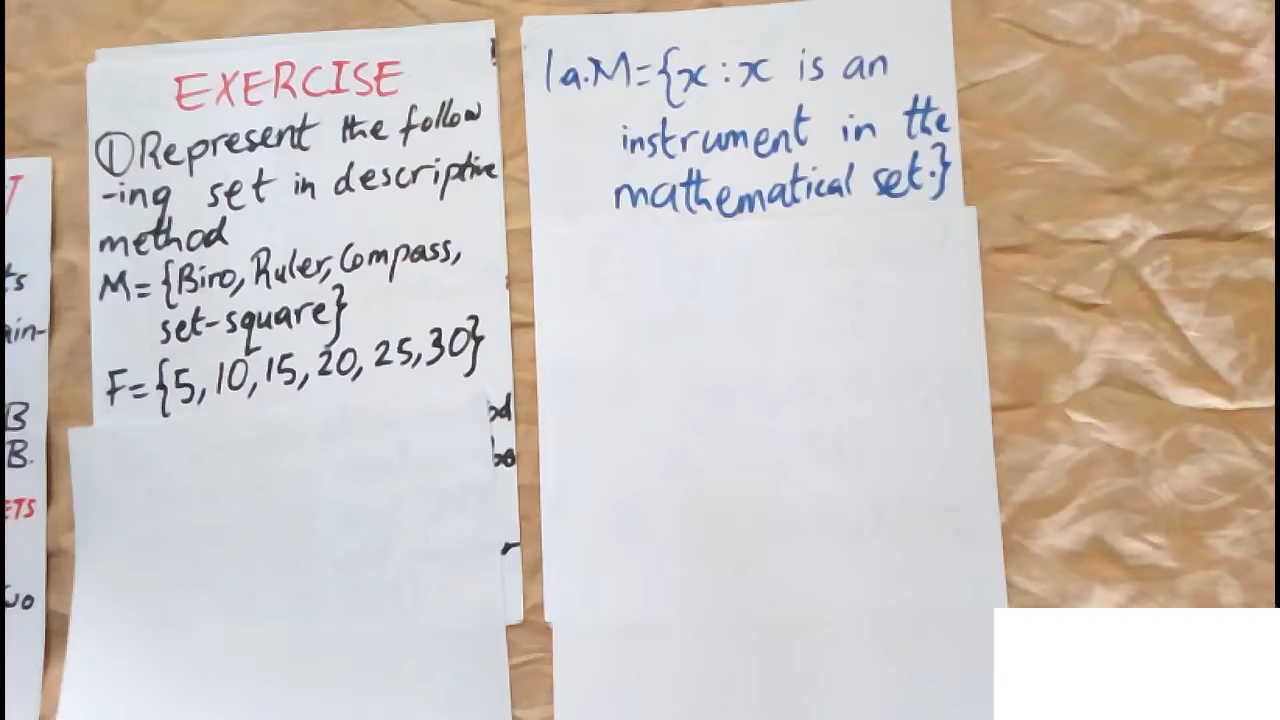 EXERCISE
① Represent the follow
-ing set in descriptive
method
M={Biro, Ruler, Compass,
set-square}
F={5, 10, 15, 20, 25, 30}
1a. M={x : x is an
instrument in the
mathematical set.}
B
B.